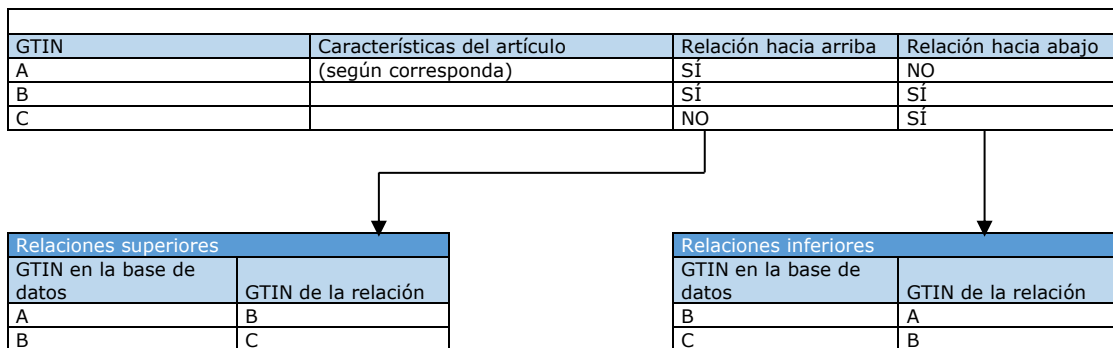 GTIN Características del artículo Relación hacia arriba Relación hacia abajo
A (según corresponda) SÍ NO
B SÍ SÍ
C NO SÍ
Relaciones superiores
GTIN en la base de
datos GTIN de la relación
A B
B C
Relaciones inferiores
GTIN en la base de
datos GTIN de la relación
B A
C B